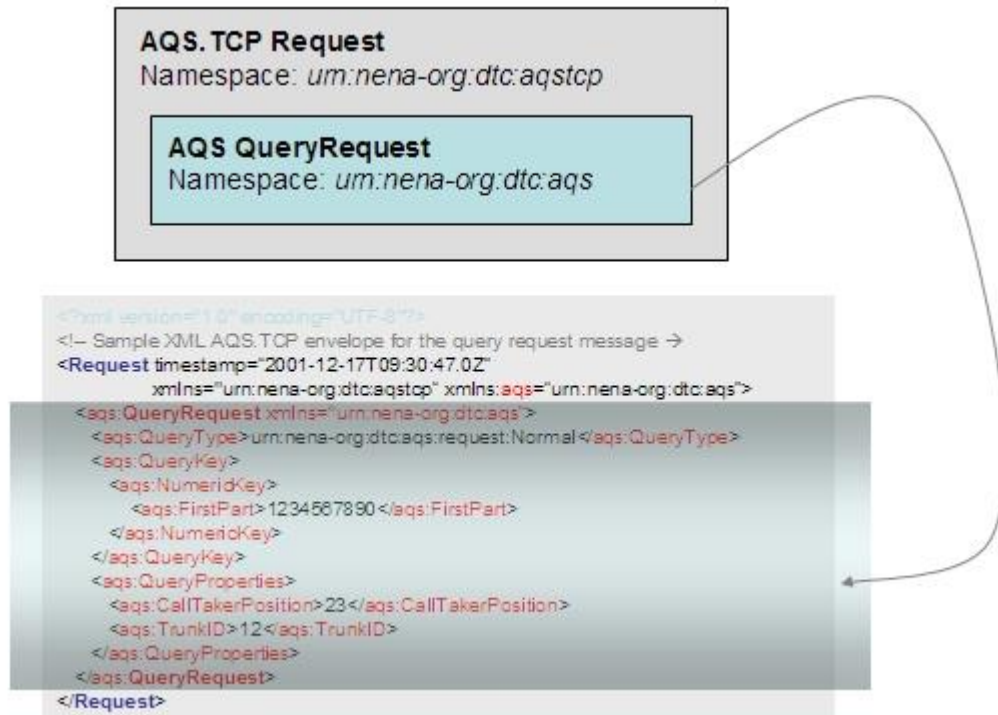 AQS.TCP Request
Namespace: urn:nena-org:dtc:aqstcp
AQS QueryRequest
Namespace: urn:nena-org:dtc:aqs
<?xml version="1.0" encoding="UTF-8"?>
<!– Sample XML AQS.TCP envelope for the query request message →
<Request timestamp="2001-12-17T09:30:47.0Z"
xmlns="urn:nena-org:dtc:aqstcp" xmlns:aqs="urn:nena-org:dtc:aqs">
<aqs:QueryRequest xmlns="urn:nena-org:dtc:aqs">
<aqs:QueryType>urn:nena-org:dtc:aqs:request:Normal</aqs:QueryType>
<aqs:QueryKey>
<aqs:NumericKey>
<aqs:FirstPart>1234567890</aqs:FirstPart>
</aqs:NumericKey>
</aqs:QueryKey>
<aqs:QueryProperties>
<aqs:CallTakerPosition>23</aqs:CallTakerPosition>
<aqs:TrunkID>12</aqs:TrunkID>
</aqs:QueryProperties>
</aqs:QueryRequest>
</Request>